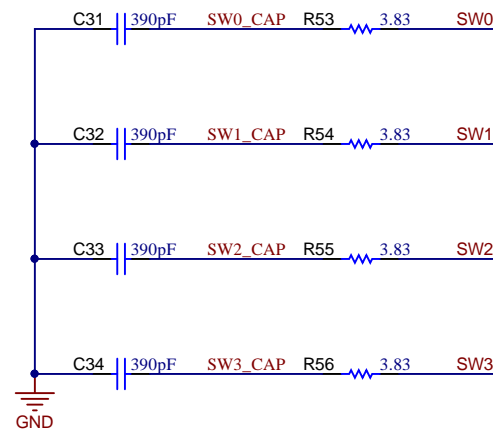 C31 390pF SW0_CAP R53 3.83 SW0
C32 390pF SW1_CAP R54 3.83 SW1
C33 390pF SW2_CAP R55 3.83 SW2
C34 390pF SW3_CAP R56 3.83 SW3
GND